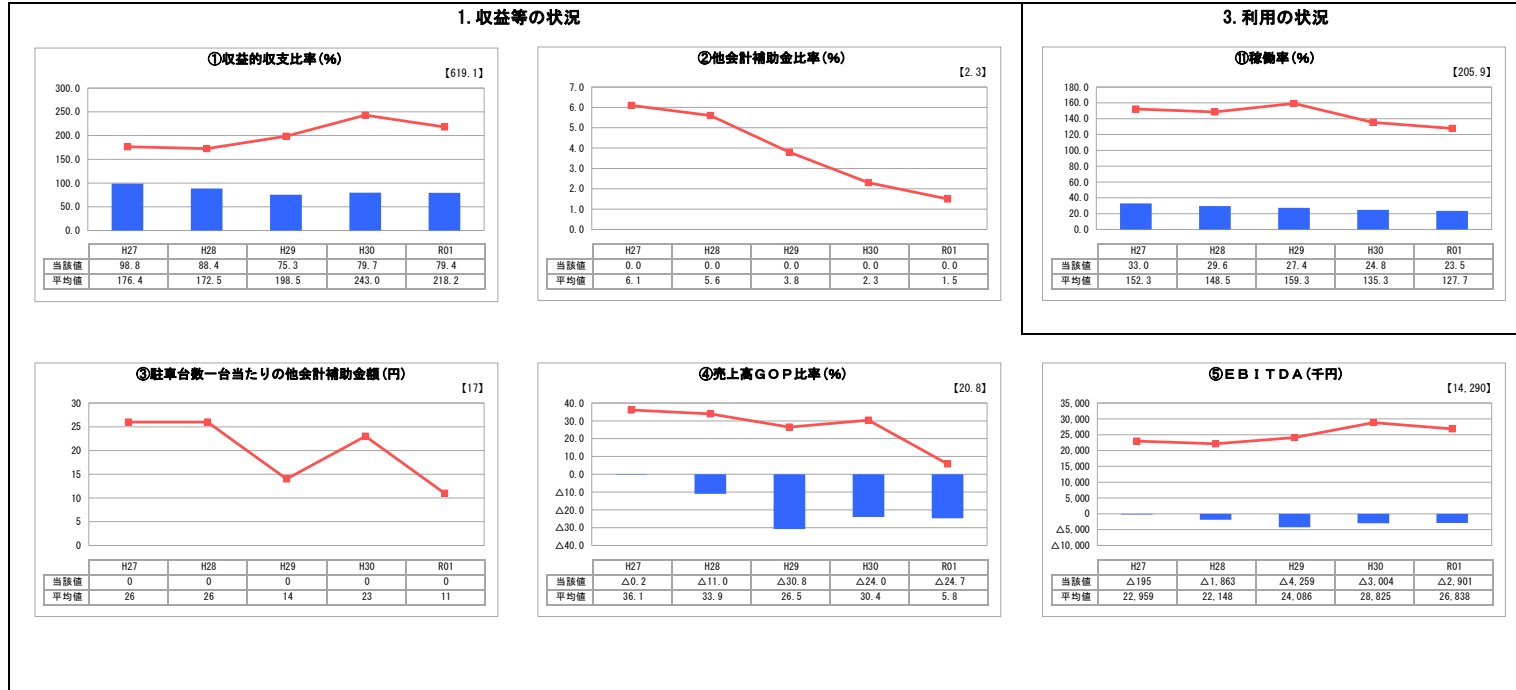 1. 収益等の状況
①収益的収支比率(%)
【619.1】
300.0
250.0
200.0
150.0
100.0
50.0
0.0
H27 H28 H29 H30 R01
当該値 98.8 88.4 75.3 79.7 79.4
平均値 176.4 172.5 198.5 243.0 218.2
②他会計補助金比率(%)
【2.3】
7.0
6.0
5.0
4.0
3.0
2.0
1.0
0.0
H27 H28 H29 H30 R01
当該値 0.0 0.0 0.0 0.0 0.0
平均値 6.1 5.6 3.8 2.3 1.5
3. 利用の状況
⑪稼働率(%)
【205.9】
180.0
160.0
140.0
120.0
100.0
80.0
60.0
40.0
20.0
0.0
H27 H28 H29 H30 R01
当該値 33.0 29.6 27.4 24.8 23.5
平均値 152.3 148.5 159.3 135.3 127.7
③駐車台数一台当たりの他会計補助金額(円)
【17】
30
25
20
15
10
5
0
H27 H28 H29 H30 R01
当該値 0 0 0 0 0
平均値 26 26 14 23 11
④売上高GOP比率(%)
【20.8】
40.0
30.0
20.0
10.0
0.0
△10.0
△20.0
△30.0
△40.0
H27 H28 H29 H30 R01
当該値 △0.2 △11.0 △30.8 △24.0 △24.7
平均値 36.1 33.9 26.5 30.4 5.8
⑤EBITDA(千円)
【14,290】
35,000
30,000
25,000
20,000
15,000
10,000
5,000
0
△5,000
△10,000
H27 H28 H29 H30 R01
当該値 △195 △1,863 △4,259 △3,004 △2,901
平均値 22,959 22,148 24,086 28,825 26,838